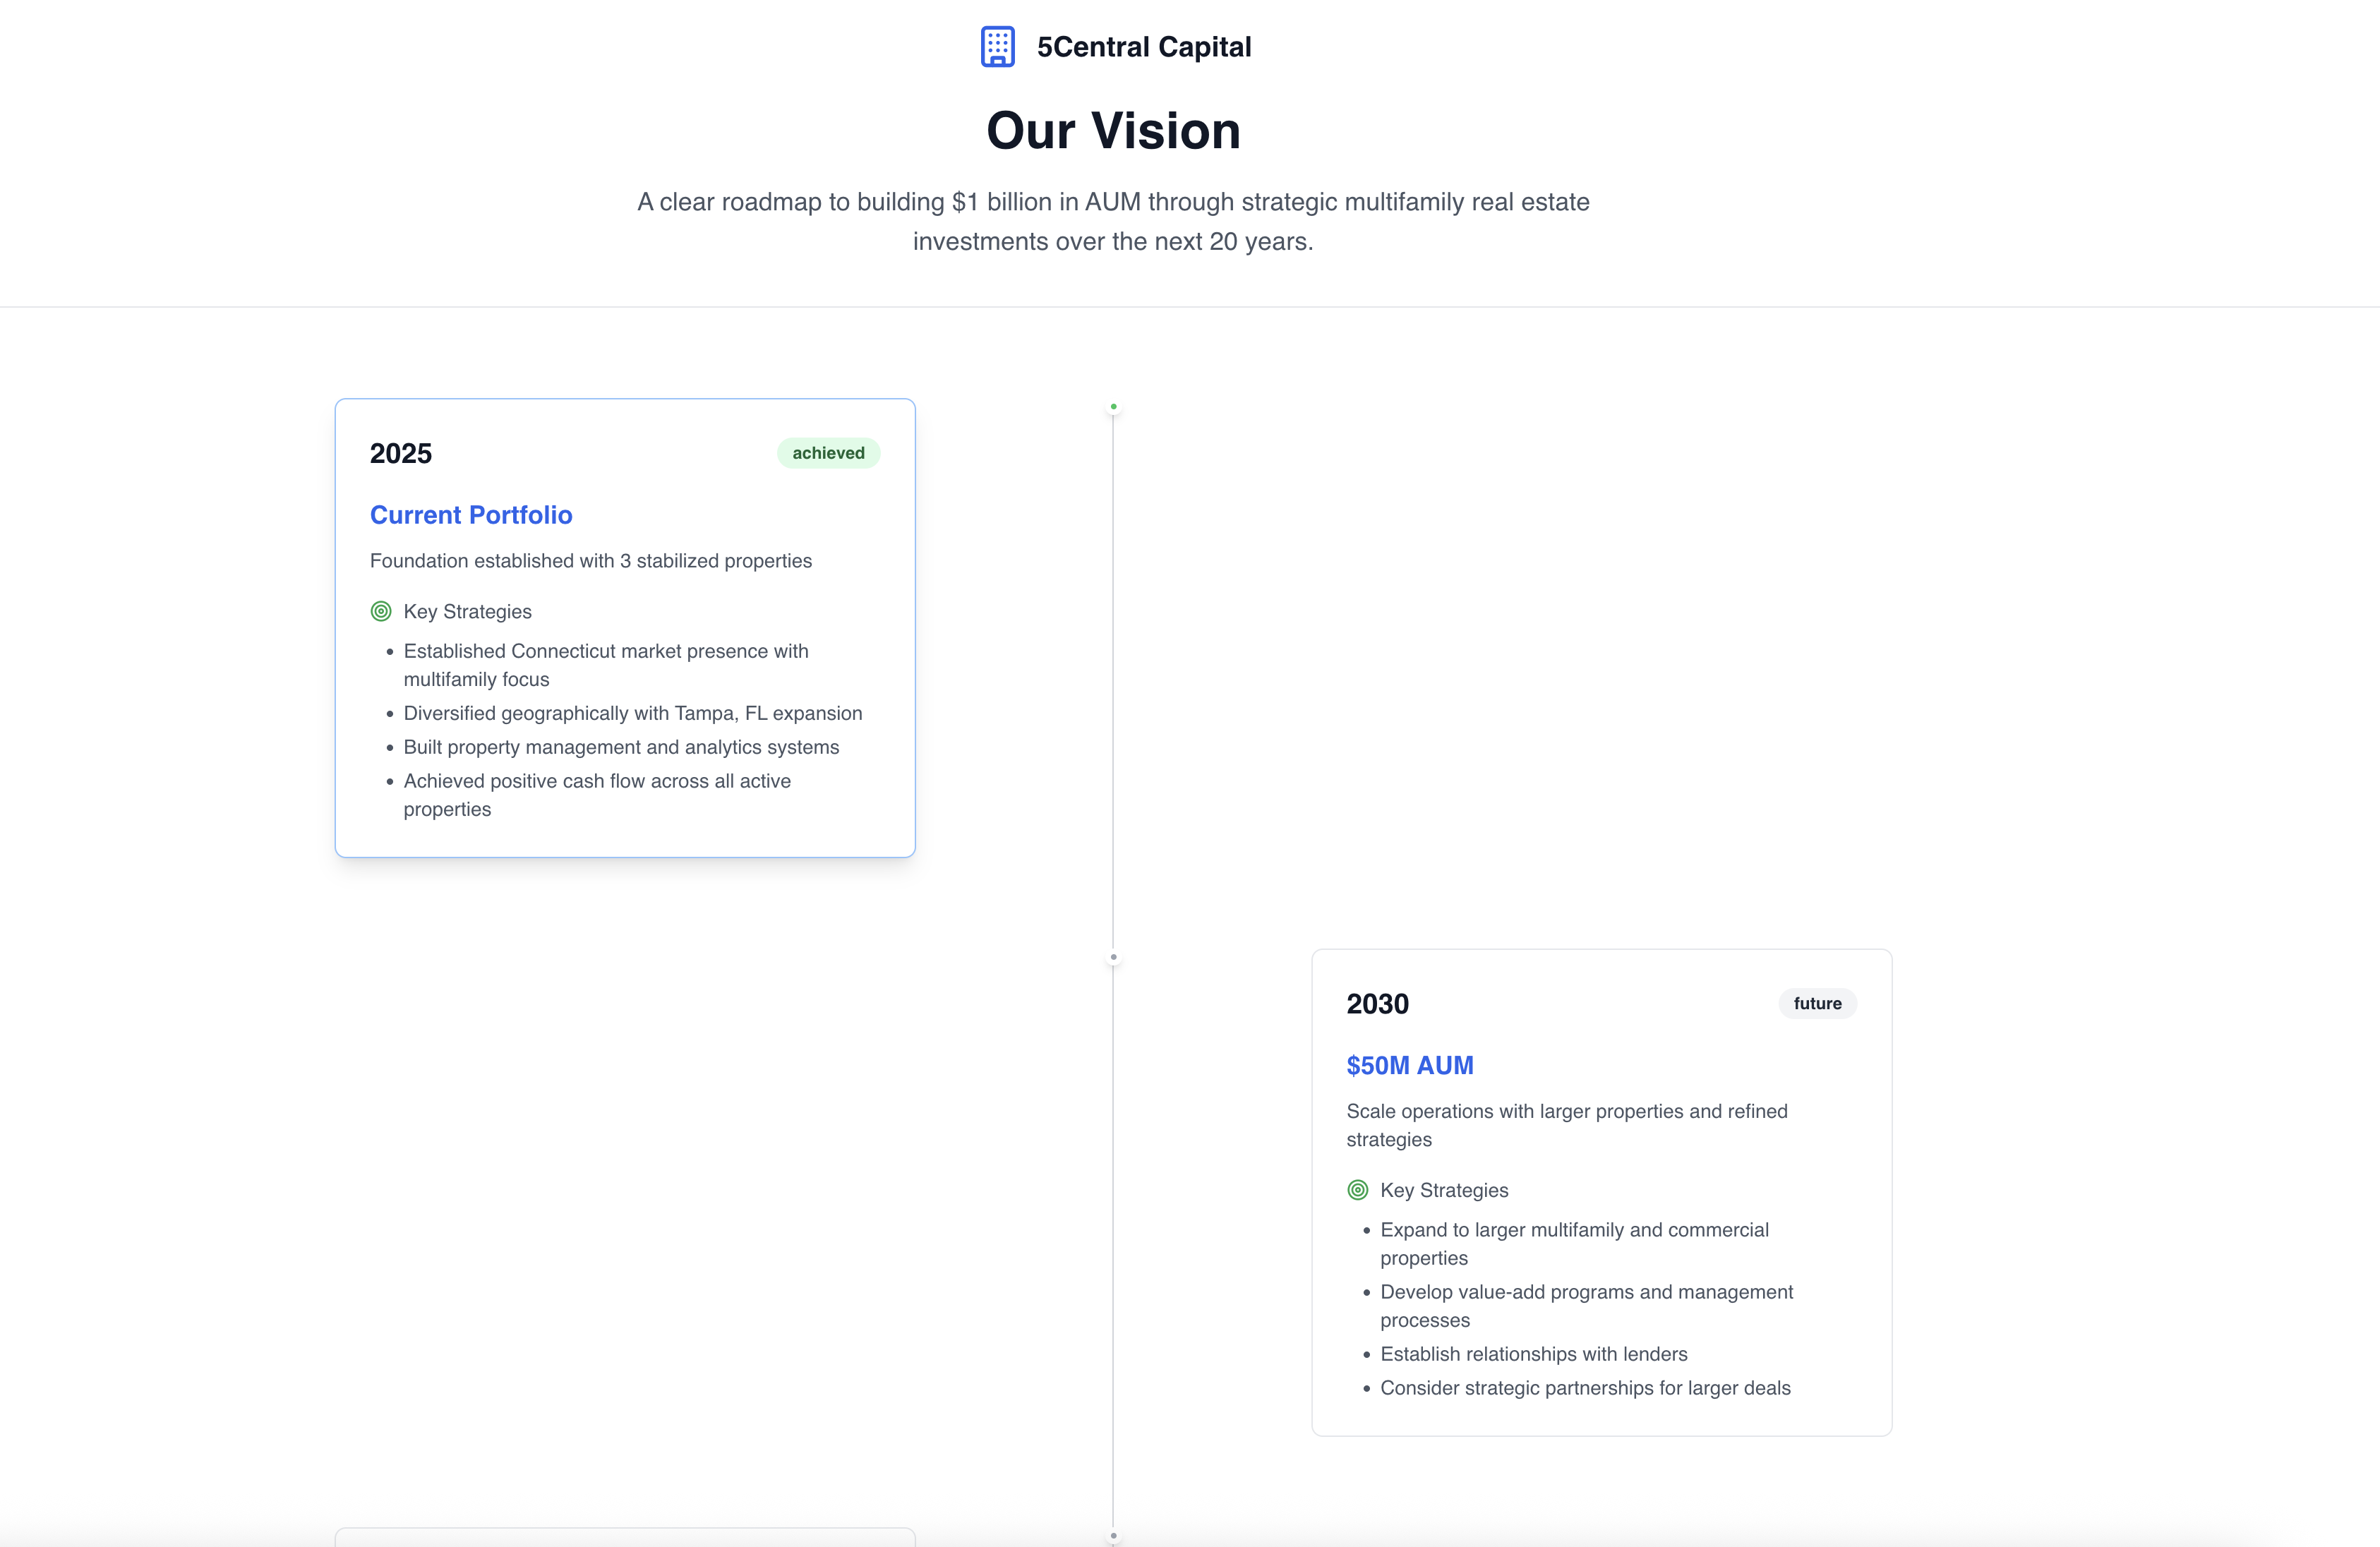 5Central Capital
Our Vision
A clear roadmap to building $1 billion in AUM through strategic multifamily real estate
investments over the next 20 years.
2025
achieved
Current Portfolio
Foundation established with 3 stabilized properties
Key Strategies
• Established Connecticut market presence with
multifamily focus
• Diversified geographically with Tampa, FL expansion
• Built property management and analytics systems
• Achieved positive cash flow across all active
properties
2030
future
$50M AUM
Scale operations with larger properties and refined
strategies
Key Strategies
• Expand to larger multifamily and commercial
properties
• Develop value-add programs and management
processes
• Establish relationships with lenders
• Consider strategic partnerships for larger deals